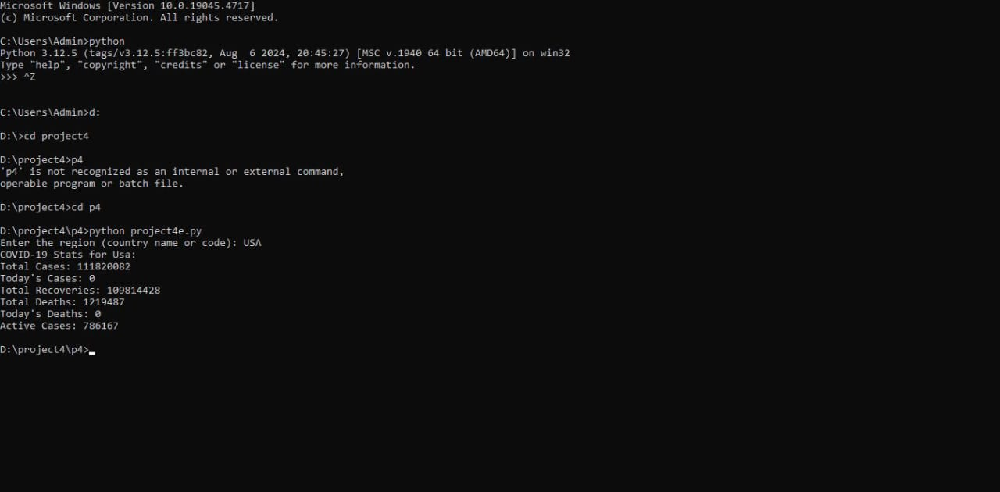 Microsoft Windows [Version 10.0.19045.4717]
(c) Microsoft Corporation. All rights reserved.
C:\Users\Admin>python
Python 3.12.5 (tags/v3.12.5:ff3bc82, Aug  6 2024, 20:45:27) [MSC v.1940 64 bit (AMD64)] on win32
Type "help", "copyright", "credits" or "license" for more information.
>>> ^Z
C:\Users\Admin>d:
D:\>cd project4
D:\project4>p4
'p4' is not recognized as an internal or external command,
operable program or batch file.
D:\project4>cd p4
D:\project4\p4>python project4e.py
Enter the region (country name or code): USA
COVID-19 Stats for Usa:
Total Cases: 111820082
Today's Cases: 0
Total Recoveries: 109814428
Total Deaths: 1219487
Today's Deaths: 0
Active Cases: 786167
D:\project4\p4>